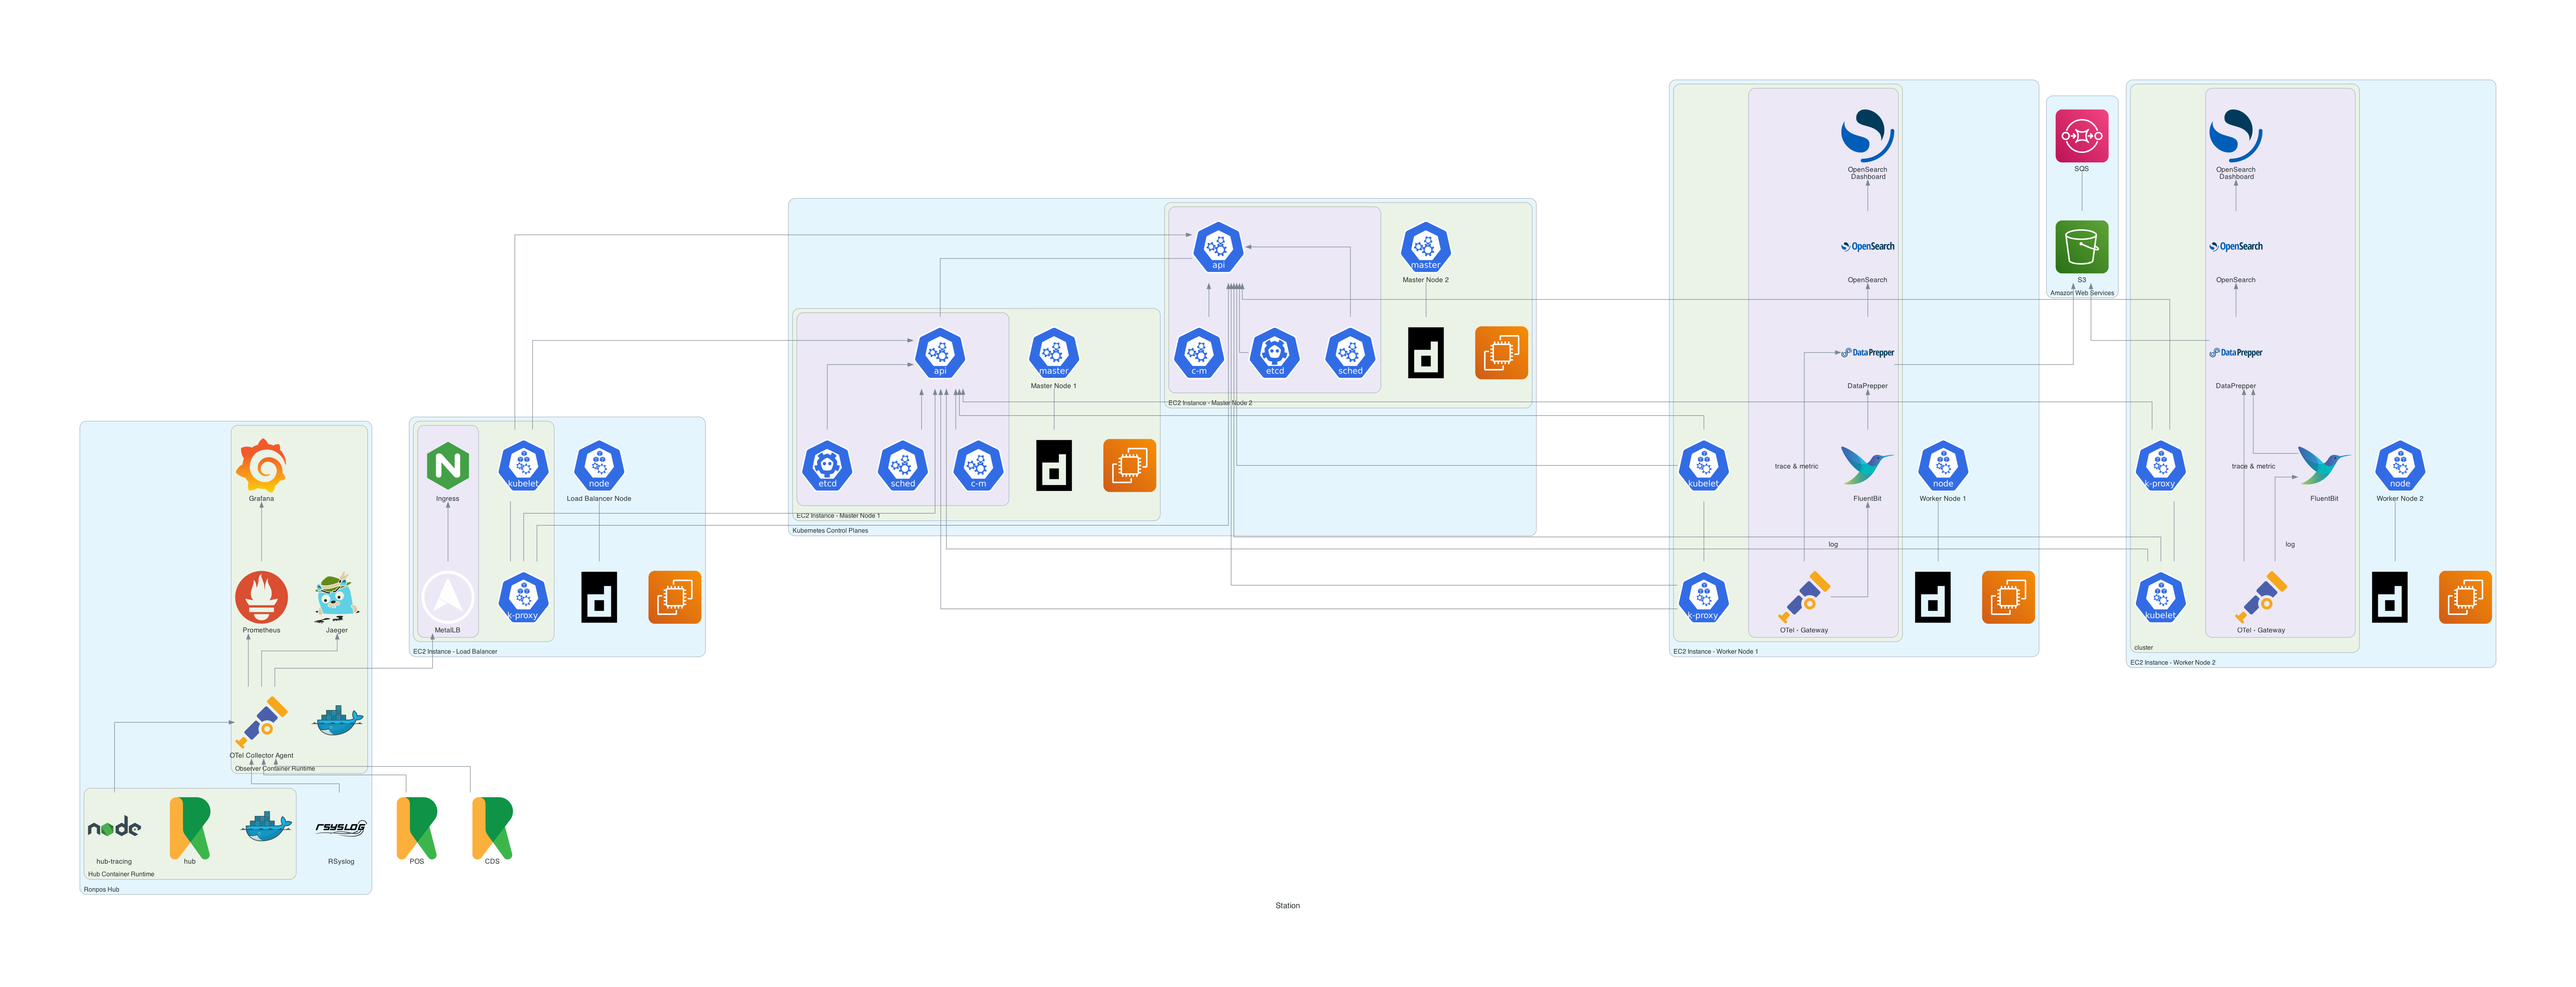 Grafana
Prometheus
Jaeger
OTel Collector Agent
Observer Container Runtime
node
hub-tracing
hub
Hub Container Runtime
RSYSLOG
RSyslog
Ronpos Hub
POS
CDS
N
Ingress
MetalLB
kubelet
k-proxy
node
Load Balancer Node
d
EC2 Instance - Load Balancer
api
master
Master Node 1
etcd
sched
c-m
d
EC2 Instance - Master Node 1
Kubernetes Control Planes
api
master
Master Node 2
c-m
etcd
sched
d
EC2 Instance - Master Node 2
OpenSearch
Dashboard
OpenSearch
OpenSearch
Data Prepper
DataPrepper
kubelet
trace & metric
FluentBit
node
Worker Node 1
log
k-proxy
OTel - Gateway
d
EC2 Instance - Worker Node 1
SQS
S3
Amazon Web Services
OpenSearch
Dashboard
OpenSearch
OpenSearch
Data Prepper
DataPrepper
k-proxy
trace & metric
FluentBit
node
Worker Node 2
log
kubelet
OTel - Gateway
d
cluster
EC2 Instance - Worker Node 2
Station